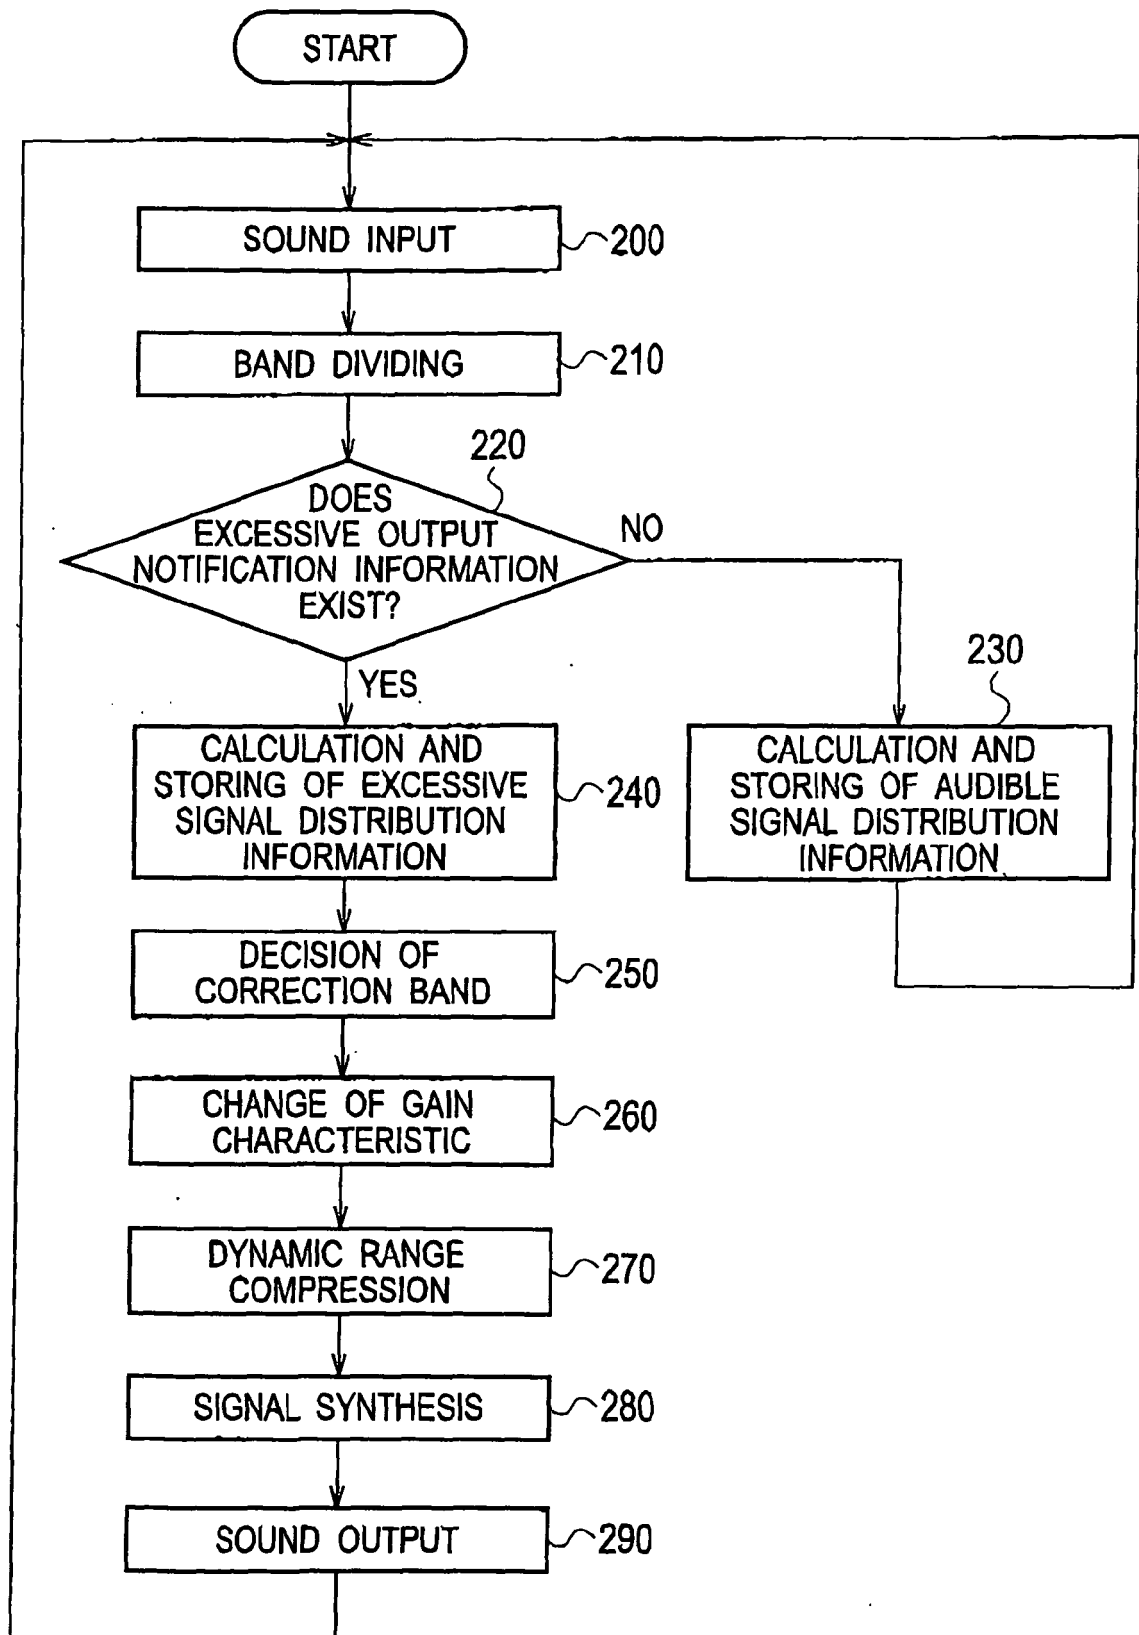 START
SOUND INPUT
200
BAND DIVIDING
210
220
DOES
EXCESSIVE OUTPUT
NOTIFICATION INFORMATION
EXIST?
NO
YES
230
CALCULATION AND
STORING OF EXCESSIVE
SIGNAL DISTRIBUTION
INFORMATION
240
CALCULATION AND
STORING OF AUDIBLE
SIGNAL DISTRIBUTION
INFORMATION
DECISION OF
CORRECTION BAND
250
CHANGE OF GAIN
CHARACTERISTIC
260
DYNAMIC RANGE
COMPRESSION
270
SIGNAL SYNTHESIS
280
SOUND OUTPUT
290